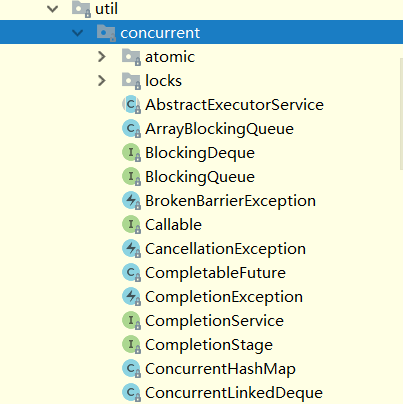 util
concurrent
atomic
locks
AbstractExecutorService
ArrayBlockingQueue
BlockingDeque
BlockingQueue
BrokenBarrierException
Callable
CancellationException
CompletableFuture
CompletionException
CompletionService
CompletionStage
ConcurrentHashMap
ConcurrentLinkedDeque